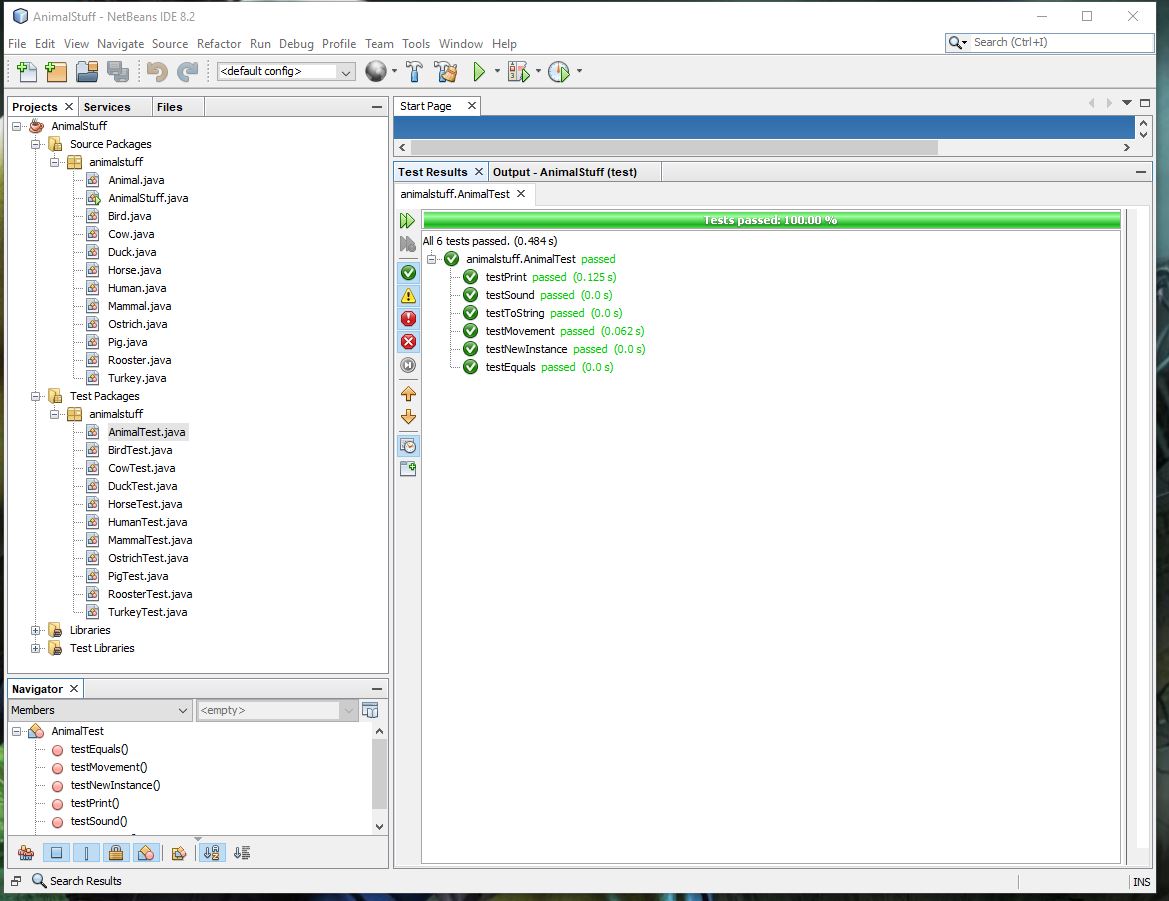 AnimalStuff - NetBeans IDE 8.2
File Edit View Navigate Source Refactor Run Debug Profile Team Tools Window Help
Search (Ctrl+I)
<default config>
Projects Services Files
AnimalStuff
Source Packages
animalstuff
Animal.java
AnimalStuff.java
Bird.java
Cow.java
Duck.java
Horse.java
Human.java
Mammal.java
Ostrich.java
Pig.java
Rooster.java
Turkey.java
Test Packages
animalstuff
AnimalTest.java
BirdTest.java
CowTest.java
DuckTest.java
HorseTest.java
HumanTest.java
MammalTest.java
OstrichTest.java
PigTest.java
RoosterTest.java
TurkeyTest.java
Libraries
Test Libraries
Navigator
Members
<empty>
AnimalTest
testEquals()
testMovement()
testNewInstance()
testPrint()
testSound()
Start Page
Test Results Output - AnimalStuff (test)
animalstuff.AnimalTest
Tests passed: 100.00 %
All 6 tests passed. (0.484 s)
animalstuff.AnimalTest passed
testPrint passed (0.125 s)
testSound passed (0.0 s)
testToString passed (0.0 s)
testMovement passed (0.062 s)
testNewInstance passed (0.0 s)
testEquals passed (0.0 s)
Search Results
INS